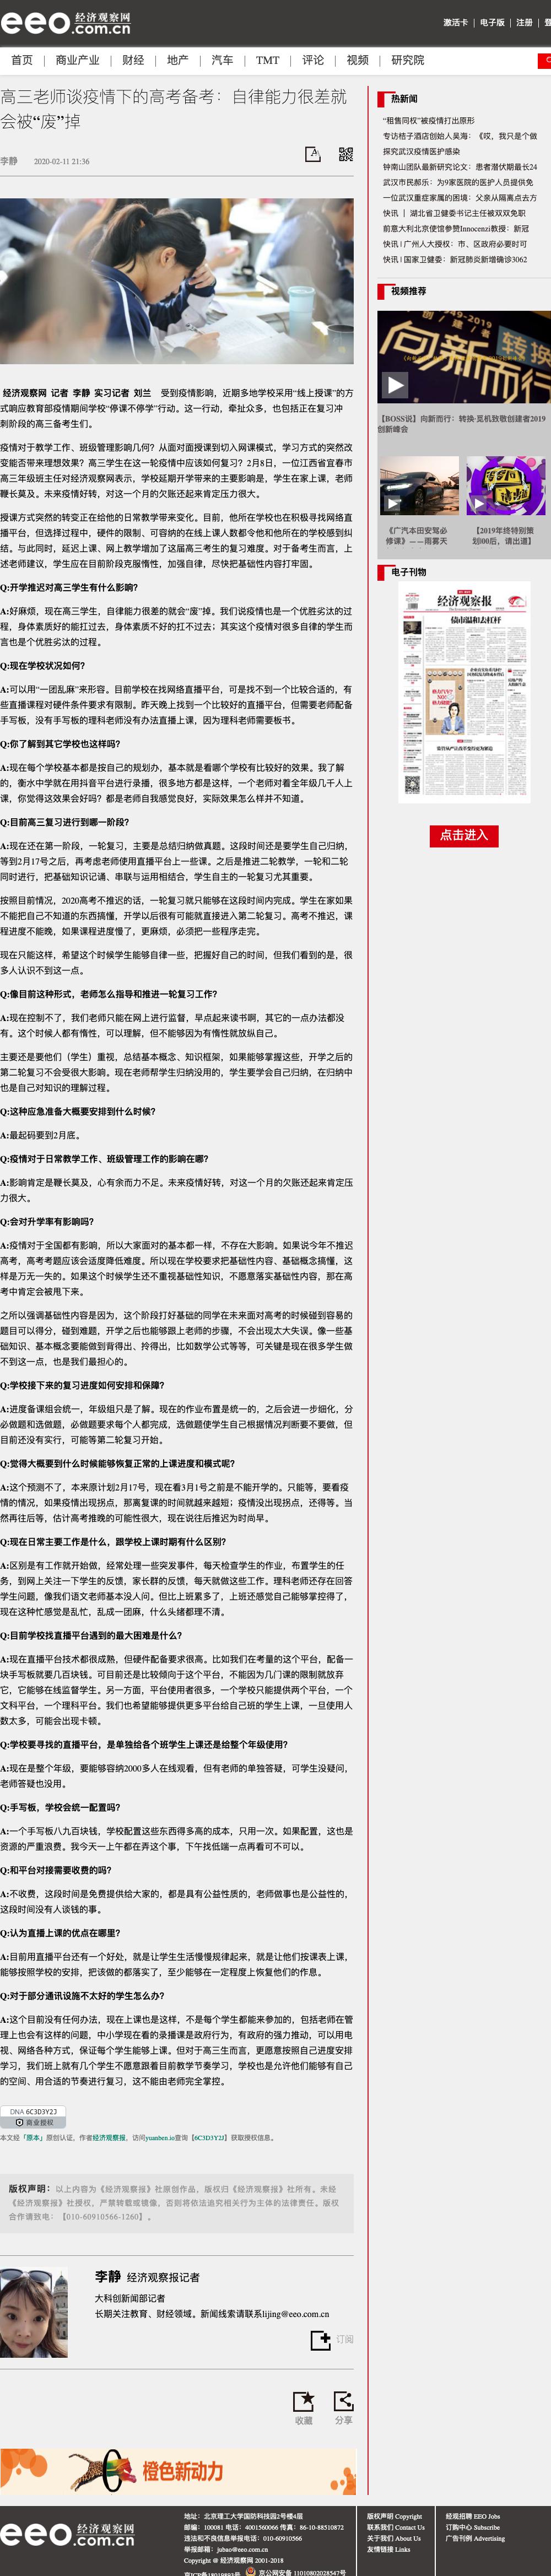 eeo 经济观察网
.com.cn
激活卡 | 电子版 | 注册 |
首页 | 商业产业 | 财经 | 地产 | 汽车 | TMT | 评论 | 视频 | 研究院
高三老师谈疫情下的高考备考：自律能力很差就
会被“废”掉
李静 2020-02-11 21:36
经济观察网 记者 李静 实习记者 刘兰 受到疫情影响，近期多地学校采用“线上授课”的方
式响应教育部疫情期间学校“停课不停学”行动。这一行动，牵扯众多，也包括正在复习冲
刺阶段的高三备考生们。
疫情对于教学工作、班级管理影响几何？从面对面授课到切入网课模式，学习方式的突然改
变能否带来理想效果？高三学生在这一轮疫情中应该如何复习？2月8日，一位江西省宜春市
高三年级班主任对经济观察网表示，学校延期开学带来的主要影响是，学生在家上课，老师
鞭长莫及。未来疫情好转，对这一个月的欠账还起来肯定压力很大。
授课方式突然的转变正在给他的日常教学带来变化。目前，他所在学校也在积极寻找网络直
播平台，但选择过程中，硬件的限制、可容纳的在线上课人数都令他和他所在的学校感到纠
结。与此同时，延迟上课、网上教学增加了这届高三考生的复习难度。对于备考生而言，上
述老师建议，学生应在目前阶段克服惰性，加强自律，尽快把基础性内容打牢固。
Q:开学推迟对高三学生有什么影响?
A:好麻烦，现在高三学生，自律能力很差的就会“废”掉。我们说疫情也是一个优胜劣汰的过
程，身体素质好的能扛过去，身体素质不好的扛不过去；其实这个疫情对很多自律的学生而
言也是个优胜劣汰的过程。
Q:现在学校状况如何?
A:可以用“一团乱麻”来形容。目前学校在找网络直播平台，可是找不到一个比较合适的，有
些直播课程对硬件条件要求有限制。昨天晚上找到一个比较好的直播平台，但需要老师配备
手写板，没有手写板的理科老师没有办法直播上课，因为理科老师需要板书。
Q:你了解到其它学校也这样吗?
A:现在每个学校基本都是按自己的规划办，基本就是看哪个学校有比较好的效果。我了解
的，衡水中学就在用抖音平台进行录播，很多地方都是这样，一个老师对着全年级几千人上
课，你觉得这效果会好吗？都是老师自我感觉良好，实际效果怎么样并不知道。
Q:目前高三复习进行到哪一阶段?
A:现在还在第一阶段，一轮复习，主要是总结归纳做真题。这段时间还是要学生自己归纳，
等到2月17号之后，再考虑老师使用直播平台上一些课。之后是推进二轮教学，一轮和二轮
同时进行，把基础知识记诵、串联与运用相结合，学生自主的一轮复习尤其重要。
按照目前情况，2020高考不推迟的话，一轮复习就只能够在这段时间内完成。学生在家如果
不能把自己不知道的东西搞懂，开学以后很有可能就直接进入第二轮复习。高考不推迟，课
程进度不能晚，如果课程进度慢了，更麻烦，必须把一些程序走完。
现在只能这样，希望这个时候学生能够自律一些，把握好自己的时间，但我们看到的是，很
多人认识不到这一点。
Q:像目前这种形式，老师怎么指导和推进一轮复习工作?
A:现在控制不了，我们老师只能在网上进行监督，早点起来读书啊，其它的一点办法都没
有。这个时候人都有惰性，可以理解，但不能够因为有惰性就放纵自己。
主要还是要他们（学生）重视，总结基本概念、知识框架，如果能够掌握这些，开学之后的
第二轮复习不会受很大影响。现在老师帮学生归纳没用的，学生要学会自己归纳，在归纳中
也是自己对知识的理解过程。
Q:这种应急准备大概要安排到什么时候?
A:最起码要到2月底。
Q:疫情对于日常教学工作、班级管理工作的影响在哪?
A:影响肯定是鞭长莫及，心有余而力不足。未来疫情好转，对这一个月的欠账还起来肯定压
力很大。
Q:会对升学率有影响吗?
A:疫情对于全国都有影响，所以大家面对的基本都一样，不存在大影响。如果说今年不推迟
高考，高考考题应该会适度降低难度。所以现在学校要求把基础性内容、基础概念搞懂，这
样是万无一失的。如果这个时候学生还不重视基础性知识，不愿意落实基础性内容，那在高
考中肯定会被甩下来。
之所以强调基础性内容是因为，这个阶段打好基础的同学在未来面对高考的时候碰到容易的
题目可以得分，碰到难题，开学之后也能够跟上老师的步骤，不会出现太大失误。像一些基
础知识、基本概念要能做到背得出、拎得出，比如数学公式等等，可关键是现在很多学生做
不到这一点，也是我们最担心的。
Q:学校接下来的复习进度如何安排和保障?
A:进度备课组会统一，年级组只是了解。现在的作业布置是统一的，之后会进一步细化，分
必做题和选做题，必做题要求每个人都完成，选做题使学生自己根据情况判断要不要做，但
目前还没有实行，可能等第二轮复习开始。
Q:觉得大概要到什么时候能够恢复正常的上课进度和模式呢?
A:这个预测不了，本来原计划2月17号，现在看3月1号之前是不能开学的。只能等，要看疫
情的情况，如果疫情出现拐点，那离复课的时间就越来越短；疫情没出现拐点，还得等。当
然再往后等，估计高考推晚的可能性很大，现在说往后推迟为时尚早。
Q:现在日常主要工作是什么，跟学校上课时期有什么区别?
A:区别是有工作就开始做，经常处理一些突发事件，每天检查学生的作业，布置学生的任
务，到网上关注一下学生的反馈，家长群的反馈，每天就做这些工作。理科老师还存在回答
学生问题，像我们语文老师基本没人问。但比上班累多了，上班还感觉自己能够掌控得了，
现在这种忙感觉是乱忙，乱成一团麻，什么头绪都理不清。
Q:目前学校找直播平台遇到的最大困难是什么?
A:现在直播平台技术都很成熟，但硬件配备要求很高。比如我们在考量的这个平台，配备一
块手写板就要几百块钱。可目前还是比较倾向于这个平台，不能因为几门课的限制就放弃
它，它能够在线监督学生。另一方面，平台使用者很多，一个学校只能提供两个平台，一个
文科平台，一个理科平台。我们也希望能够提供更多平台给自己班的学生上课，一旦使用人
数太多，可能会出现卡顿。
Q:学校要寻找的直播平台，是单独给各个班学生上课还是给整个年级使用?
A:现在是整个年级，要能够容纳2000多人在线观看，但有老师的单独答疑，可学生没疑问，
老师答疑也没用。
Q:手写板，学校会统一配置吗?
A:一个手写板八九百块钱，学校配置这些东西得多高的成本，只用一次。如果配置，这也是
资源的严重浪费。我今天一上午都在弄这个事，下午找低端一点再看可不可以。
Q:和平台对接需要收费的吗?
A:不收费，这段时间是免费提供给大家的，都是具有公益性质的，老师做事也是公益性的，
这段时间没有人谈钱的事。
Q:认为直播上课的优点在哪里?
A:目前用直播平台还有一个好处，就是让学生生活慢慢规律起来，就是让他们按课表上课，
能够按照学校的安排，把该做的都落实了，至少能够在一定程度上恢复他们的作息。
Q:对于部分通讯设施不太好的学生怎么办?
A:这个目前没有任何办法，现在上课也是这样，不是每个学生都能来参加的，包括老师在管
理上也会有这样的问题，中小学现在看的录播课是政府行为，有政府的强力推动，可以用电
视、网络各种方式，保证每个学生能够上课。但对于高三生而言，更愿意按照自己进度安排
学习，我们班上就有几个学生不愿意跟着目前教学节奏学习，学校也是允许他们能够有自己
的空间、用合适的节奏进行复习，这不能由老师完全掌控。
DNA 6C3D3Y2J
商业授权
本文经「原本」原创认证，作者经济观察报，访问yuanben.io查询【6C3D3Y2J】获取授权信息。
版权声明：以上内容为《经济观察报》社原创作品，版权归《经济观察报》社所有。未经
《经济观察报》社授权，严禁转载或镜像，否则将依法追究相关行为主体的法律责任。版权
合作请致电：【010-60910566-1260】。
李静 经济观察报记者
大科创新闻部记者
长期关注教育、财经领域。新闻线索请联系lijing@eeo.com.cn
订阅
收藏 分享
橙色新动力
热新闻
“租售同权”被疫情打出原形
专访桔子酒店创始人吴海：《哎，我只是个做
探究武汉疫情医护感染
钟南山团队最新研究论文：患者潜伏期最长24
武汉市民郝乐：为9家医院的医护人员提供免
一位武汉重症家属的困境：父亲从隔离点去方
快讯 | 湖北省卫健委书记主任被双双免职
前意大利北京使馆参赞Innocenzi教授：新冠
快讯 | 广州人大授权：市、区政府必要时可
快讯 | 国家卫健委：新冠肺炎新增确诊3062
视频推荐
向新而行
【BOSS说】向新而行：转换·觅机致敬创建者2019
创新峰会
《广汽本田安驾必
修课》——雨雾天
【2019年终特别策
划|00后，请出道】
电子刊物
经济观察报
债市温和去杠杆
点击进入
eeo 经济观察网
.com.cn
地址：北京理工大学国防科技园2号楼4层
邮编：100081 电话：4001560066 传真：86-10-88510872
违法和不良信息举报电话：010-60910566
举报邮箱：jubao@eeo.com.cn
Copyright @ 经济观察网 2001-2018
京ICP备18019893号 京公网安备 11010802028547号
版权声明 Copyright
联系我们 Contact Us
关于我们 About Us
友情链接 Links
经观招聘 EEO Jobs
订购中心 Subscribe
广告刊例 Advertising